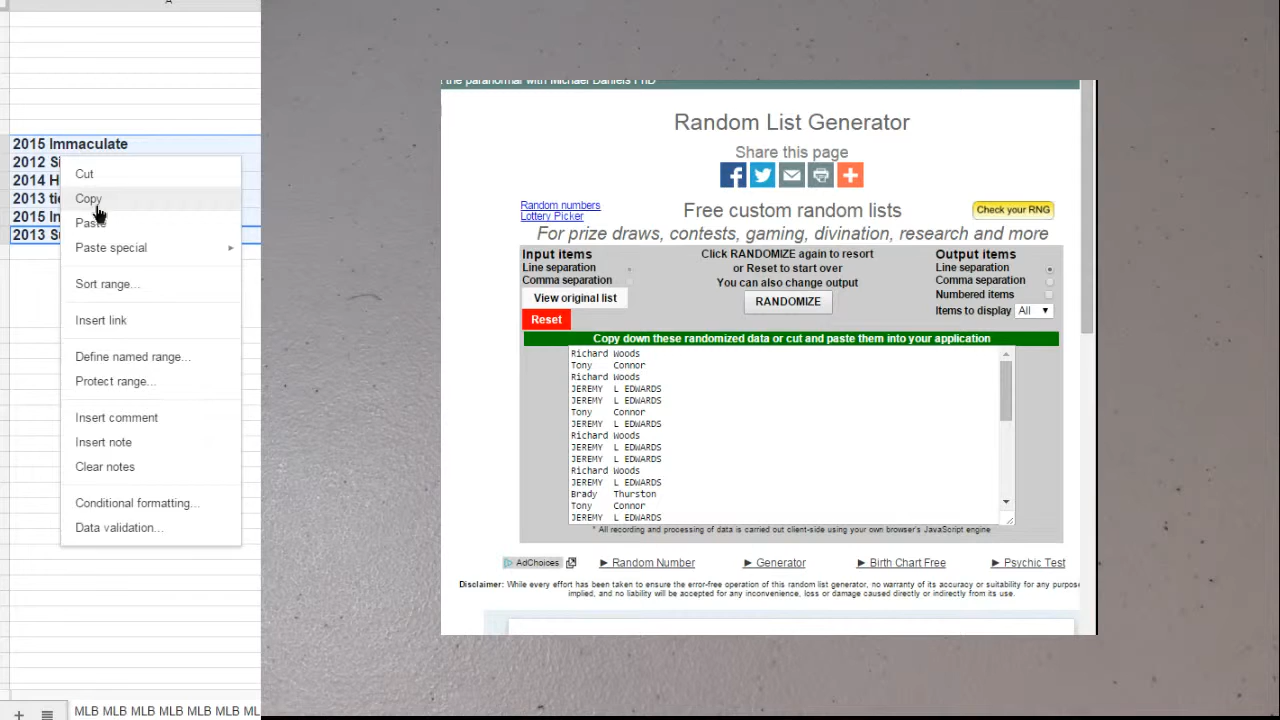 A
2015 Immaculate
2012 Si
2014 H
2013 tie
2015 In
2013 S
Cut
Copy
Paste
Paste special
Sort range...
Insert link
Define named range...
Protect range...
Insert comment
Insert note
Clear notes
Conditional formatting...
Data validation...
MLB MLB MLB MLB MLB MLB ML
t the paranormal with Michael Daniels PhD
Random List Generator
Share this page
Random numbers
Lottery Picker
Free custom random lists
Check your RNG
For prize draws, contests, gaming, divination, research and more
Input items
Line separation
Comma separation
View original list
Reset
Click RANDOMIZE again to resort
or Reset to start over
You can also change output
RANDOMIZE
Output items
Line separation
Comma separation
Numbered items
Items to display All
Copy down these randomized data or cut and paste them into your application
Richard Woods
Tony Connor
Richard Woods
JEREMY L EDWARDS
JEREMY L EDWARDS
Tony Connor
JEREMY L EDWARDS
Richard Woods
JEREMY L EDWARDS
JEREMY L EDWARDS
Richard Woods
JEREMY L EDWARDS
Brady Thurston
Tony Connor
JEREMY L EDWARDS
* All recording and processing of data is carried out client-side using your own browser's JavaScript engine
AdChoices
► Random Number
► Generator
► Birth Chart Free
► Psychic Test
Disclaimer: While every effort has been taken to ensure the error-free operation of this random list generator, no warranty of its accuracy or suitability for any purpose
implied, and no liability will be accepted for any inconvenience, loss or damage caused directly or indirectly from its use.